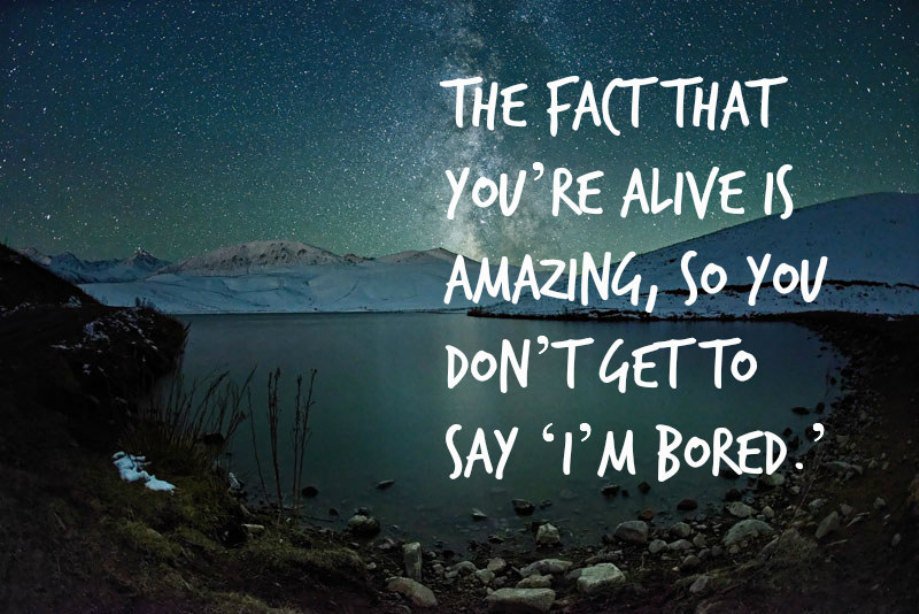 THE FACT THAT
YOU'RE ALIVE IS
AMAZING, SO YOU
DON'T GET TO
SAY 'I'M BORED.'